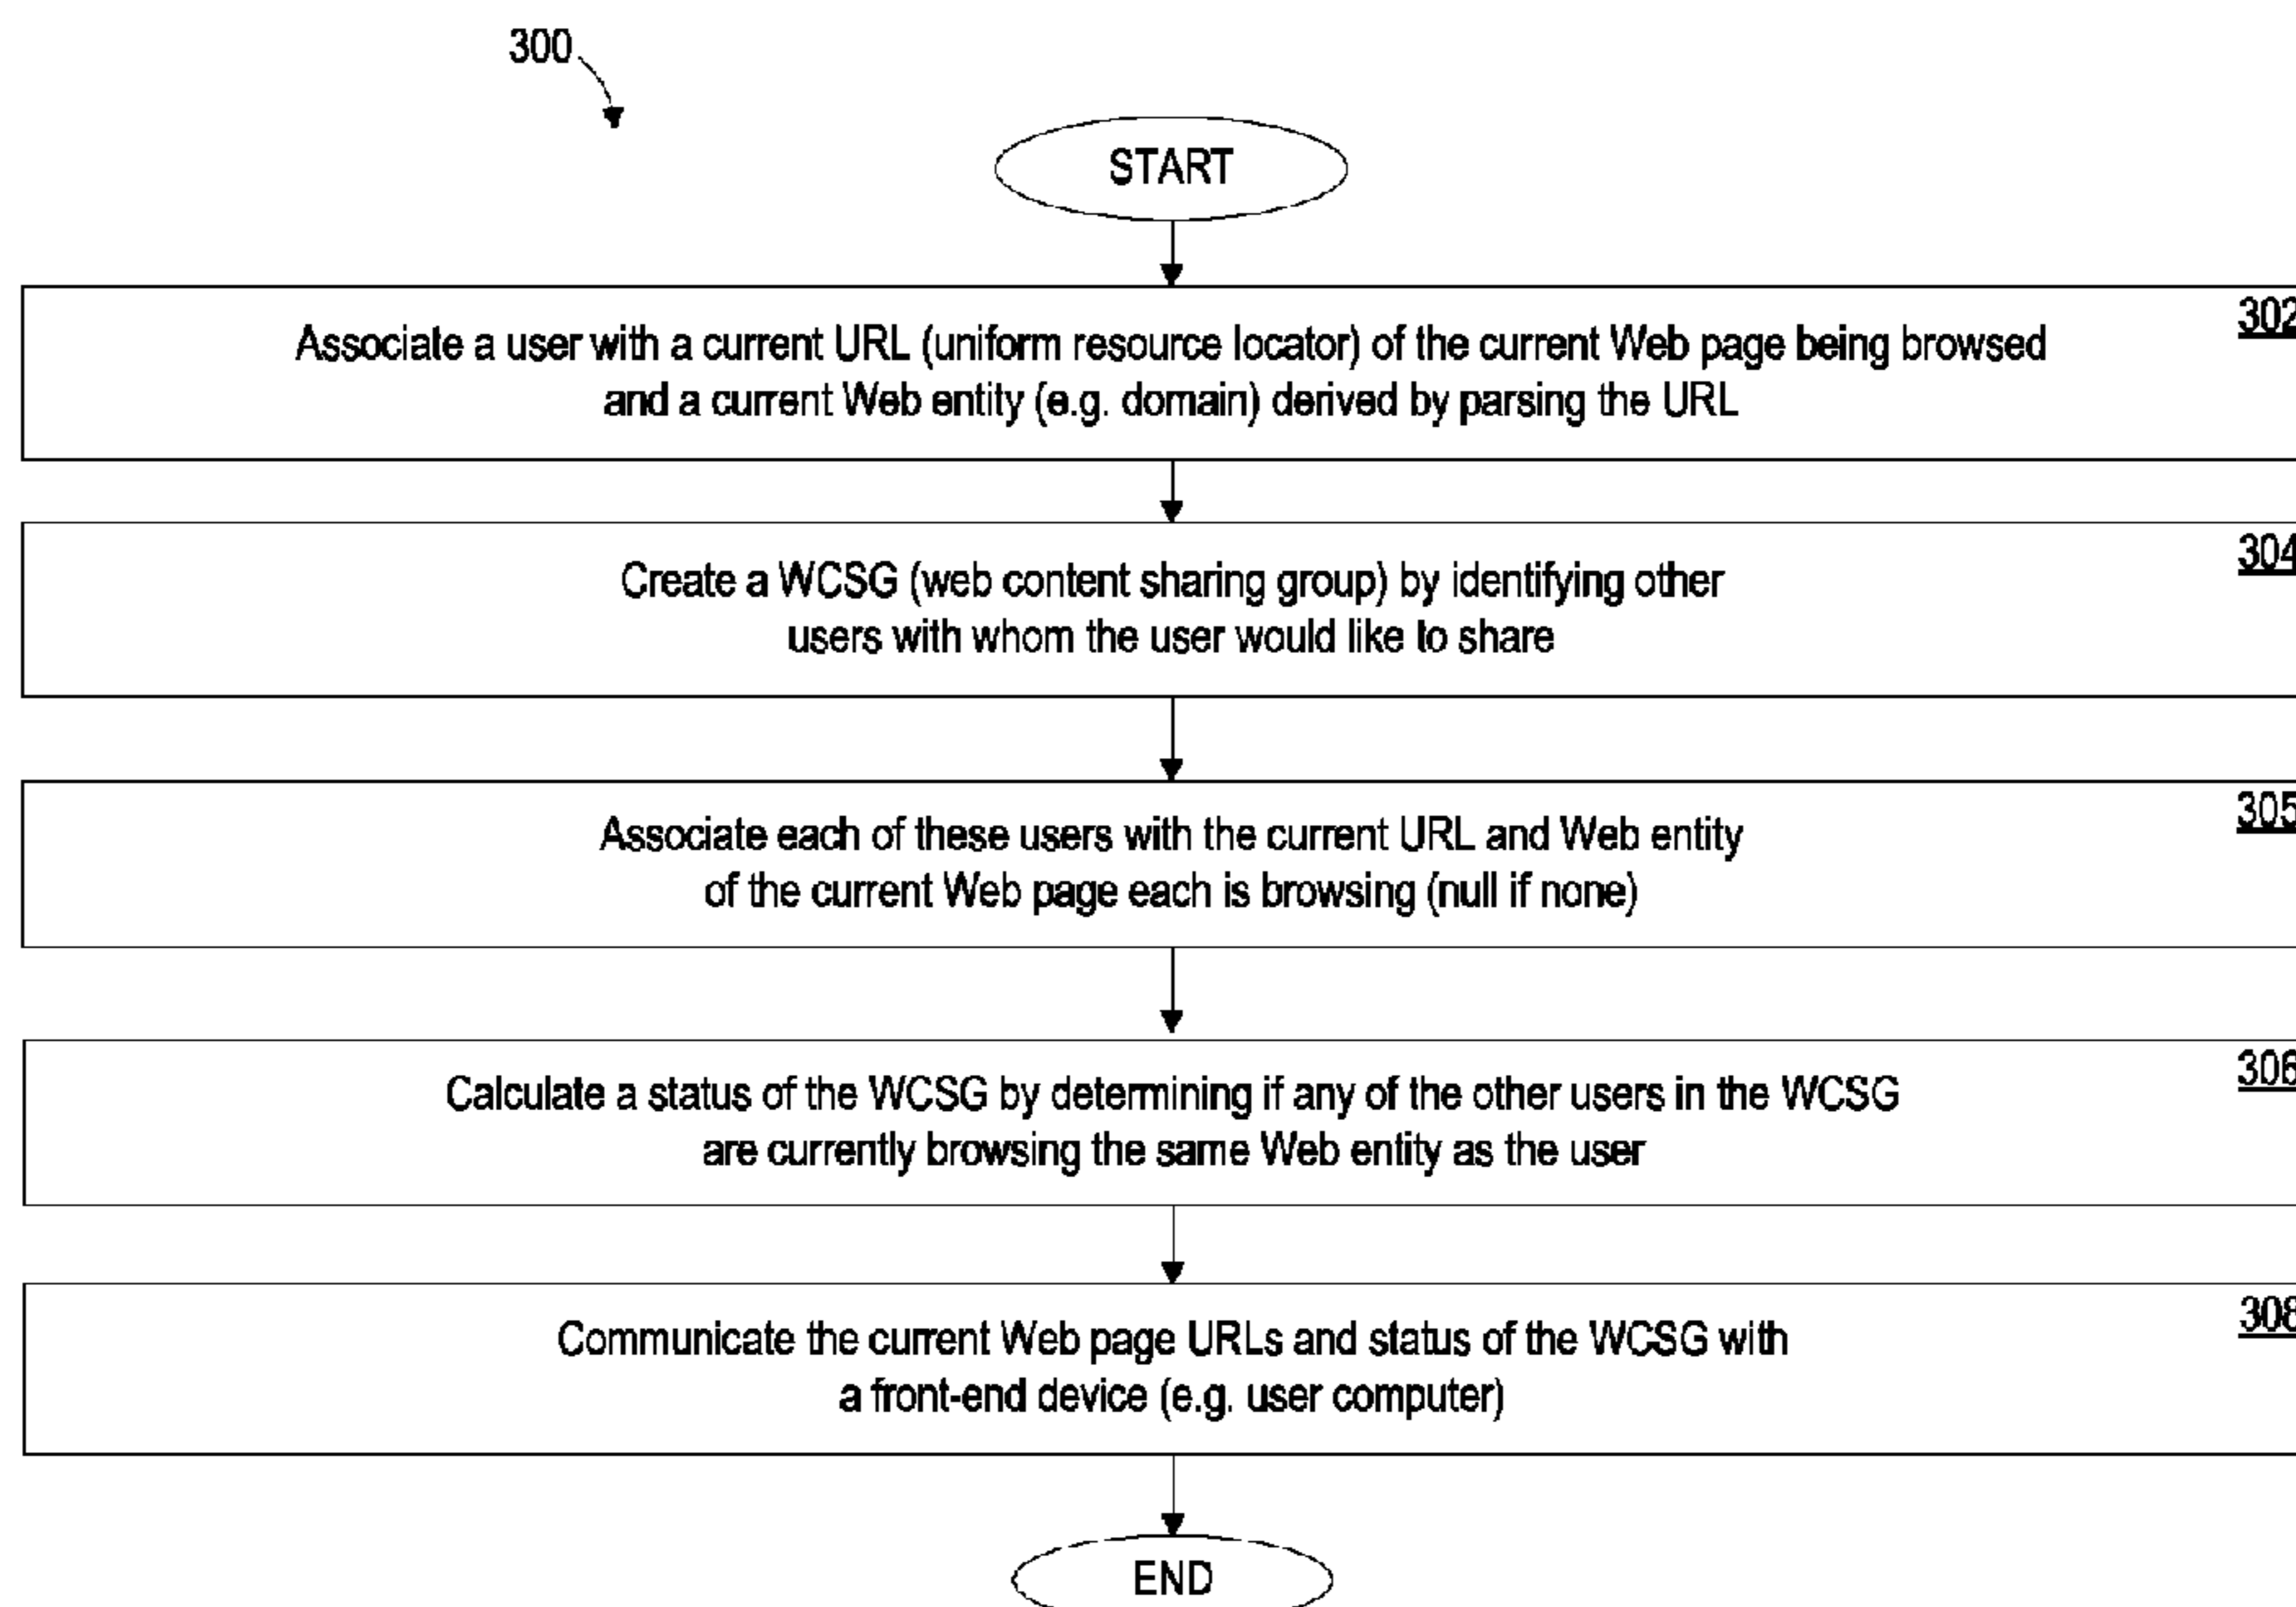 300
START
302
Associate a user with a current URL (uniform resource locator) of the current Web page being browsed
and a current Web entity (e.g. domain) derived by parsing the URL
304
Create a WCSG (web content sharing group) by identifying other
users with whom the user would like to share
305
Associate each of these users with the current URL and Web entity
of the current Web page each is browsing (null if none)
306
Calculate a status of the WCSG by determining if any of the other users in the WCSG
are currently browsing the same Web entity as the user
308
Communicate the current Web page URLs and status of the WCSG with
a front-end device (e.g. user computer)
END